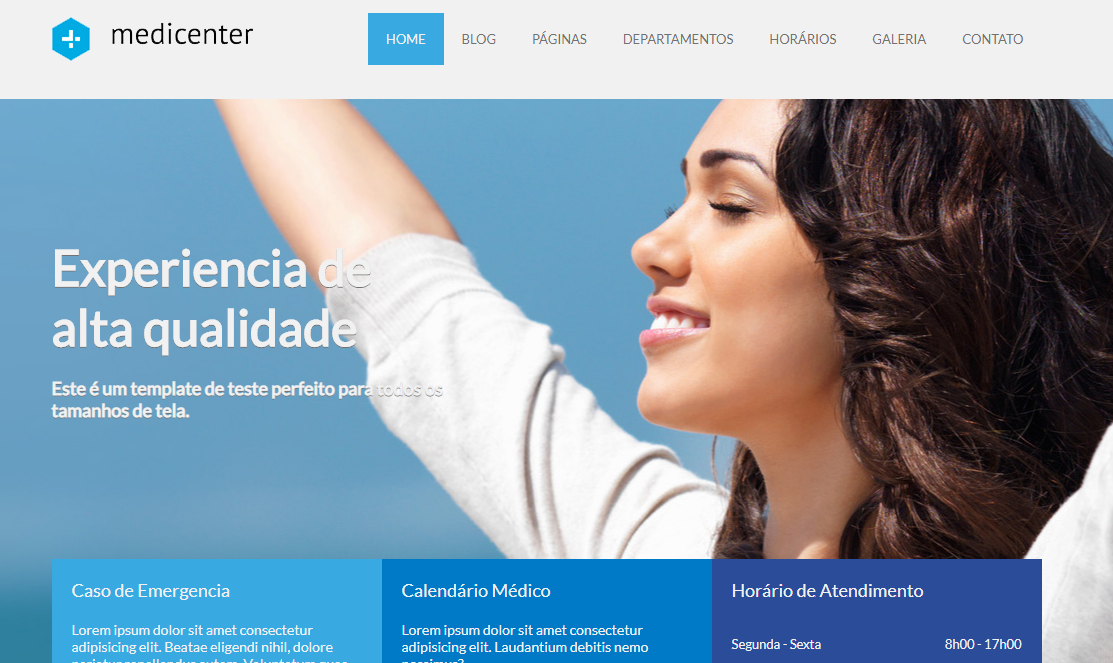 medicenter
HOME BLOG PÁGINAS DEPARTAMENTOS HORÁRIOS GALERIA CONTATO
Experiencia de
alta qualidade
Este é um template de teste perfeito para todos os
tamanhos de tela.
Caso de Emergencia
Lorem ipsum dolor sit amet consectetur
adipisicing elit. Beatae eligendi nihil, dolore
Calendário Médico
Lorem ipsum dolor sit amet consectetur
adipisicing elit. Laudantium debitis nemo
Horário de Atendimento
Segunda - Sexta 8h00 - 17h00